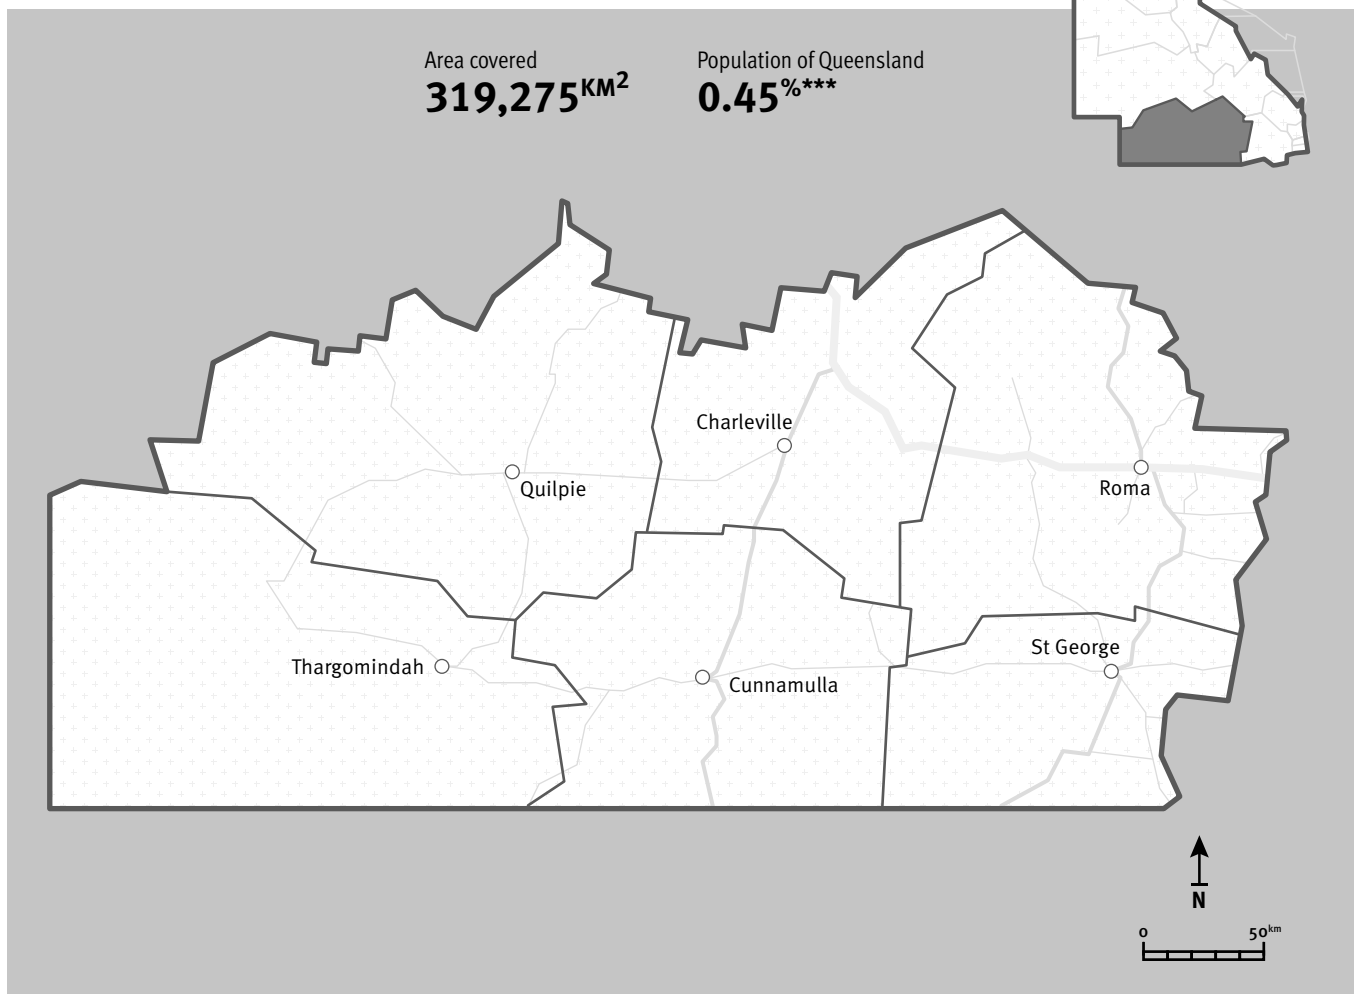 Area covered
319,275KM2
Population of Queensland
0.45%***
Charleville
Quilpie
Roma
Thargomindah
St George
Cunnamulla
N
0 50km